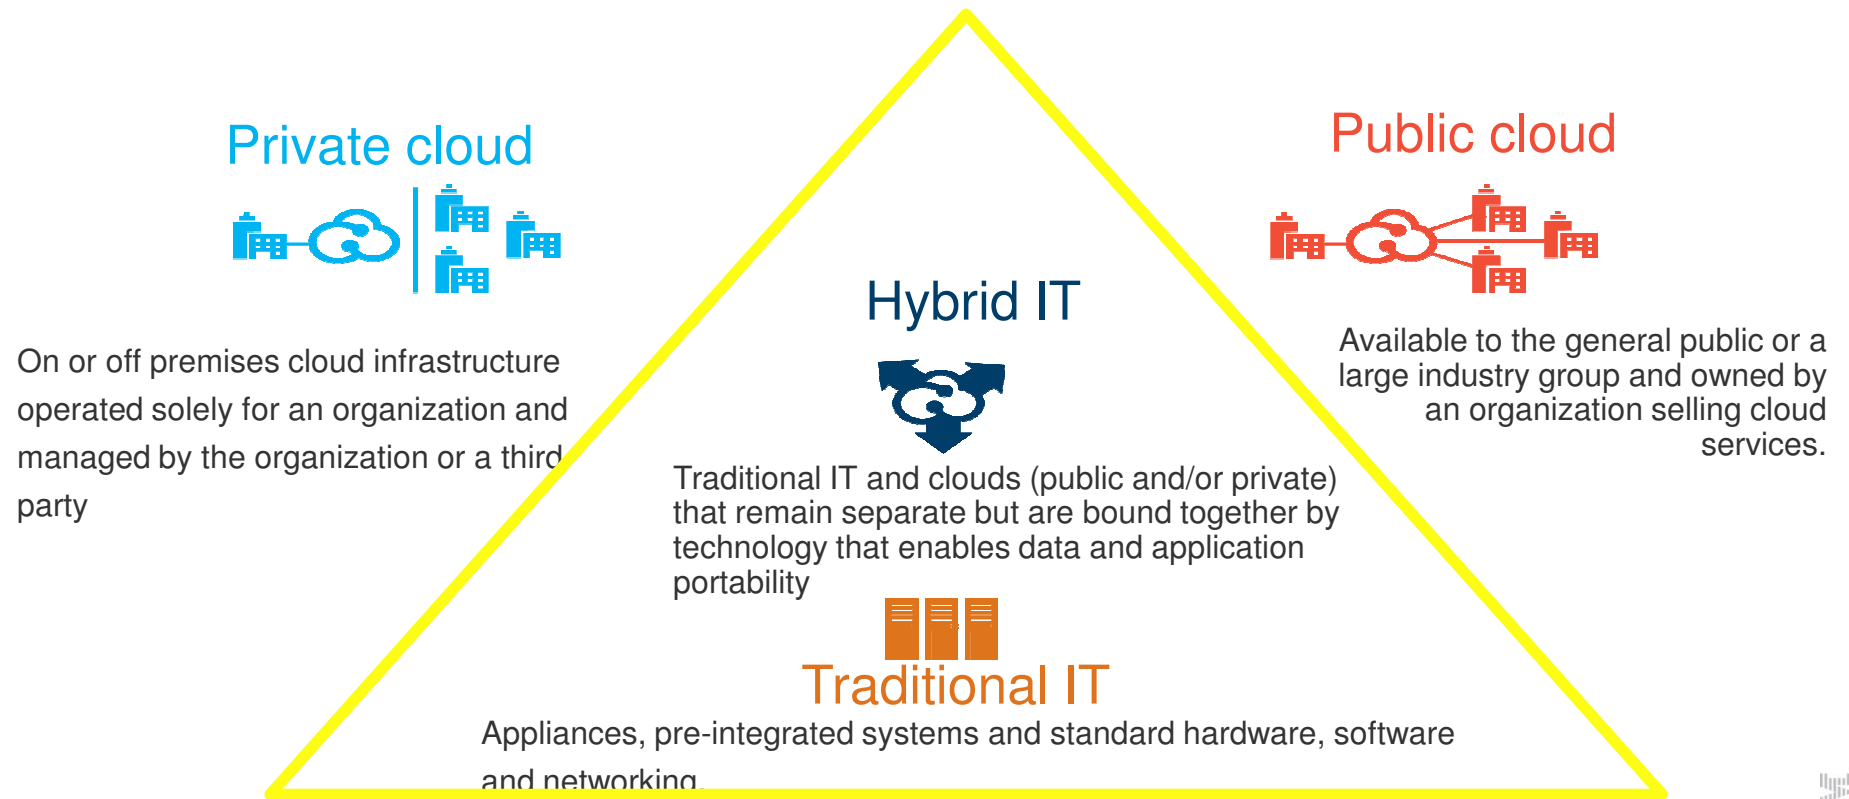 Private cloud
On or off premises cloud infrastructure
operated solely for an organization and
managed by the organization or a third
party
Public cloud
Available to the general public or a
large industry group and owned by
an organization selling cloud
services.
Hybrid IT
Traditional IT and clouds (public and/or private)
that remain separate but are bound together by
technology that enables data and application
portability
Traditional IT
Appliances, pre-integrated systems and standard hardware, software
and networking.